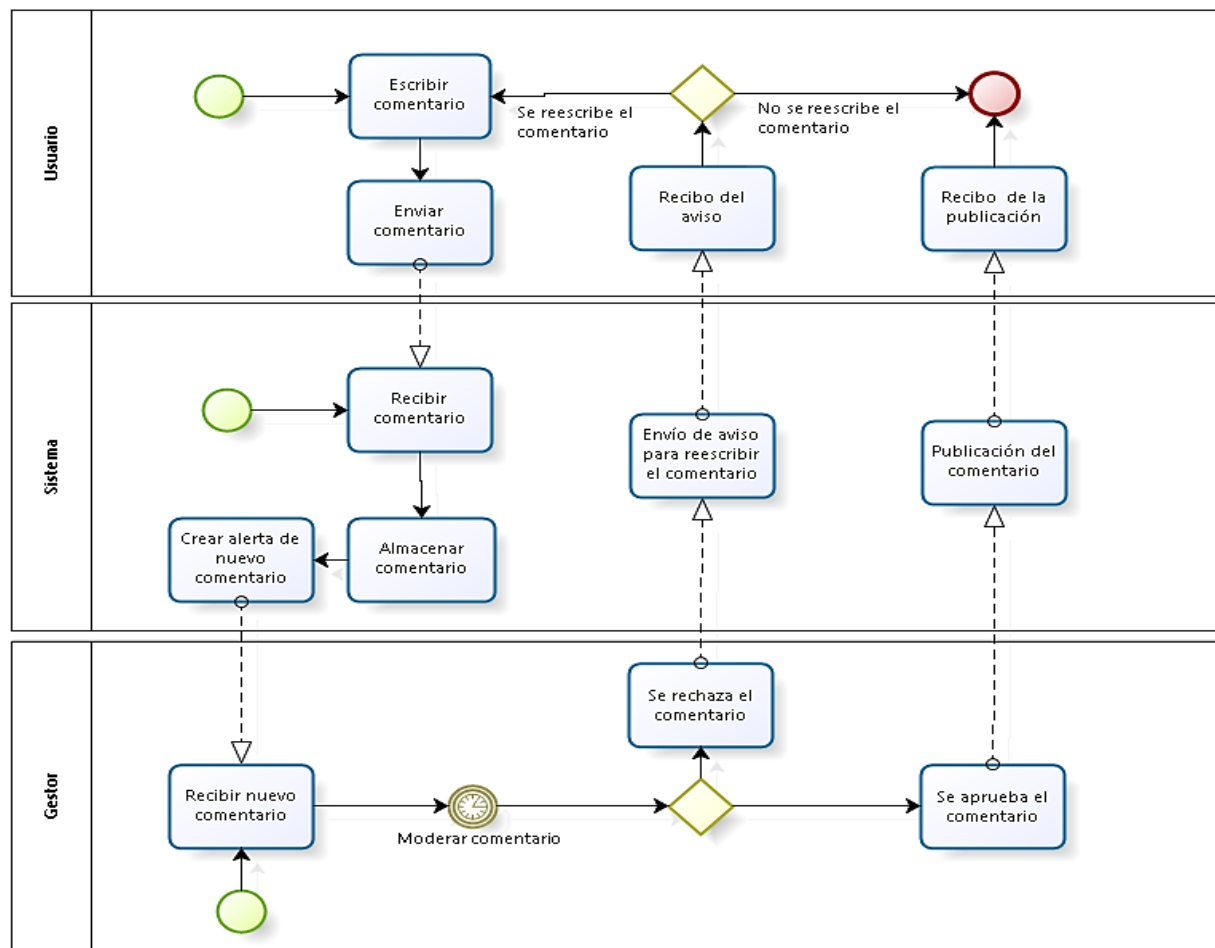 Usuario
Escribir
comentario
Se reescribe el
comentario
No se reescribe el
comentario
Enviar
comentario
Recibo del
aviso
Recibo de la
publicación
Sistema
Recibir
comentario
Envío de aviso
para reescribir
el comentario
Publicación del
comentario
Crear alerta de
nuevo
comentario
Almacenar
comentario
Gestor
Se rechaza el
comentario
Recibir nuevo
comentario
Moderar comentario
Se aprueba el
comentario